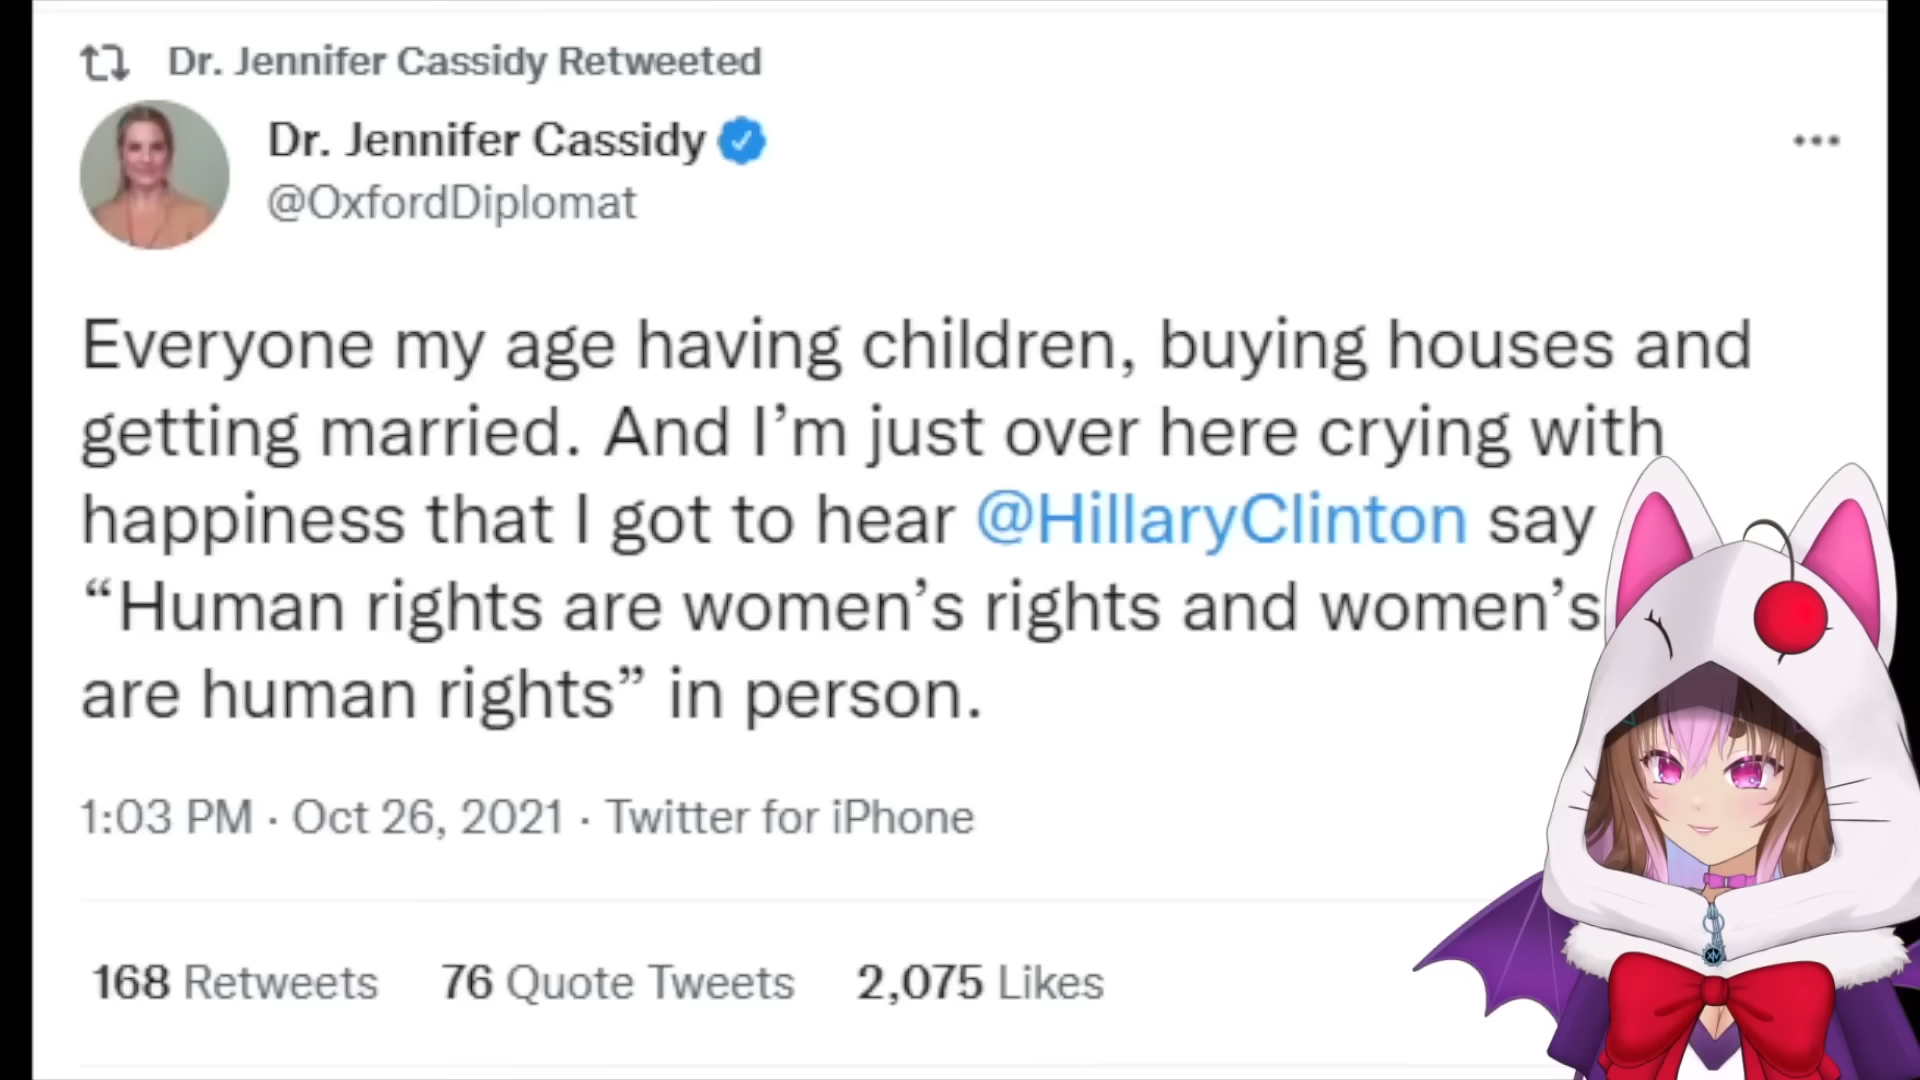 Dr. Jennifer Cassidy Retweeted
Dr. Jennifer Cassidy
@OxfordDiplomat
Everyone my age having children, buying houses and
getting married. And I’m just over here crying with
happiness that I got to hear @HillaryClinton say
“Human rights are women’s rights and women’s
are human rights” in person.
1:03 PM · Oct 26, 2021 · Twitter for iPhone
168 Retweets 76 Quote Tweets 2,075 Likes